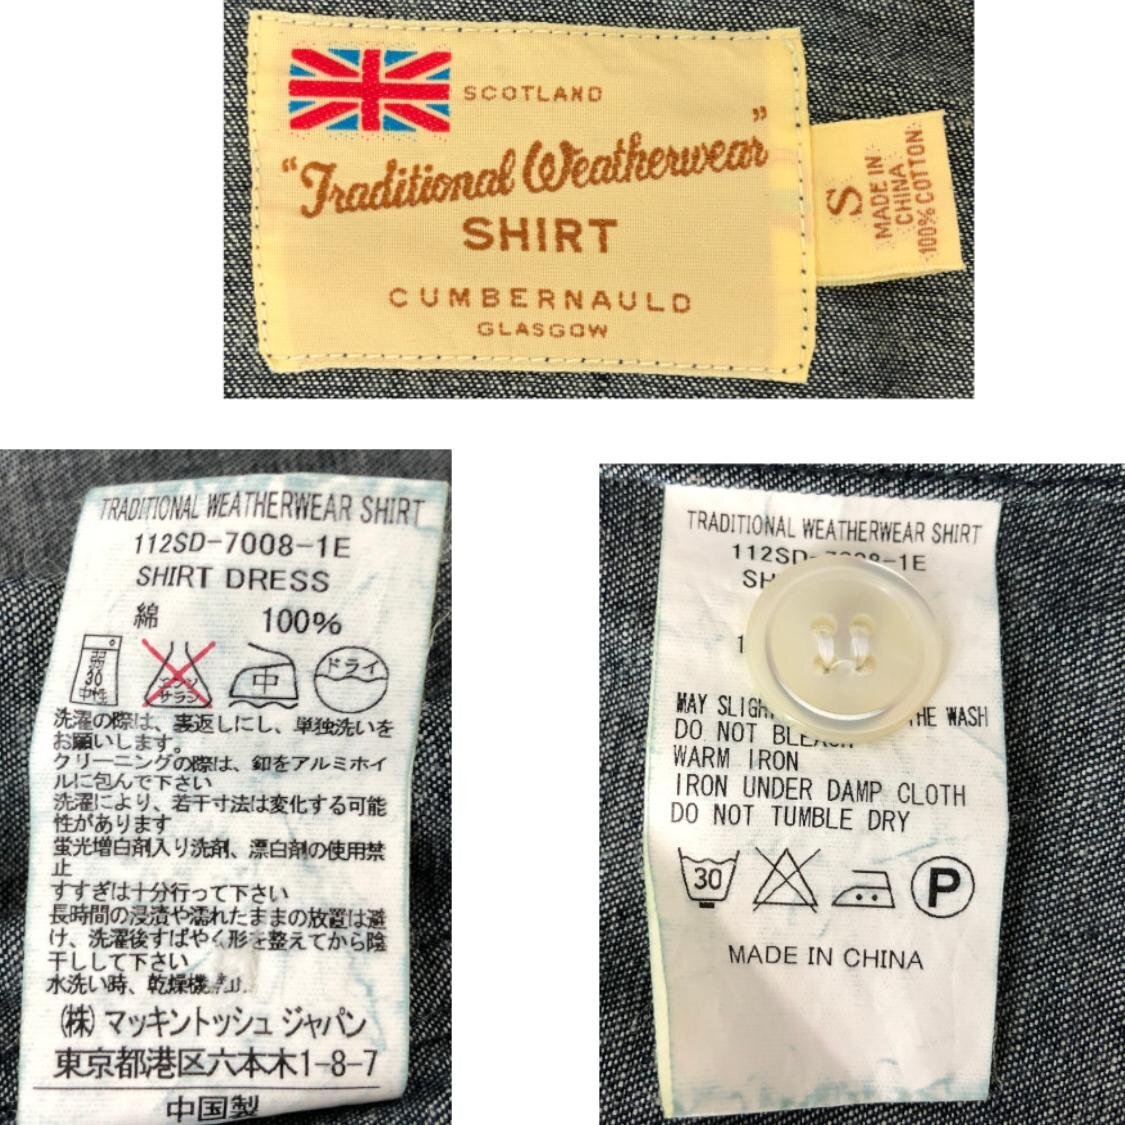 SCOTLAND
"Traditional Weatherwear"
SHIRT
CUMBERNAULD
GLASGOW
S
MADE IN
CHINA
100% COTTON
TRADITIONAL WEATHERWEAR SHIRT
112SD-7008-1E
SHIRT DRESS
綿 100%
弱
30
中性
エンソ
サラシ
中
ドライ
洗濯の際は、裏返しにし、単独洗いを
お願いします。
クリーニングの際は、釦をアルミホイ
ルに包んで下さい
洗濯により、若干寸法は変化する可能
性があります
蛍光増白剤入り洗剤、漂白剤の使用禁
止
すすぎは十分行って下さい
長時間の浸漬や濡れたままの放置は避
け、洗濯後すばやく形を整えてから陰
干しして下さい
水洗い時、乾燥機
(株)マッキントッシュ ジャパン
東京都港区六本木1-8-7
中国製
TRADITIONAL WEATHERWEAR SHIRT
-1E
MAY THE WASH
DO NOT
WARM IRON
IRON UNDER DAMP CLOTH
DO NOT TUMBLE DRY
30
P
MADE IN CHINA